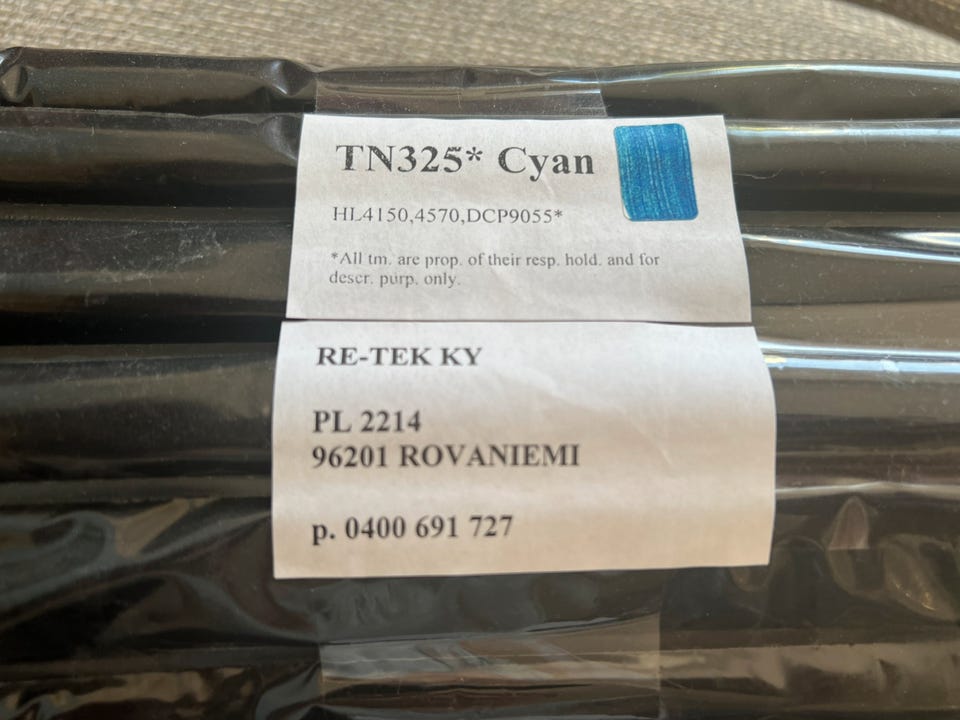 TN325* Cyan
HL4150,4570,DCP9055*
*All tm. are prop. of their resp. hold. and for
descr. purp. only.
RE-TEK KY
PL 2214
96201 ROVANIEMI
p. 0400 691 727